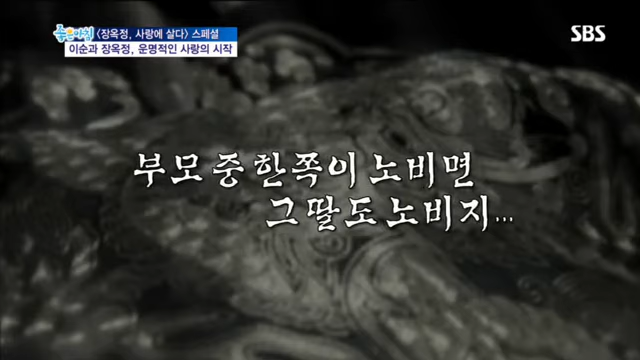 좋은아침
<장옥정, 사랑에 살다> 스페셜
이순과 장옥정, 운명적인 사랑의 시작
SBS
부모 중 한쪽이 노비면
그 딸도 노비지...